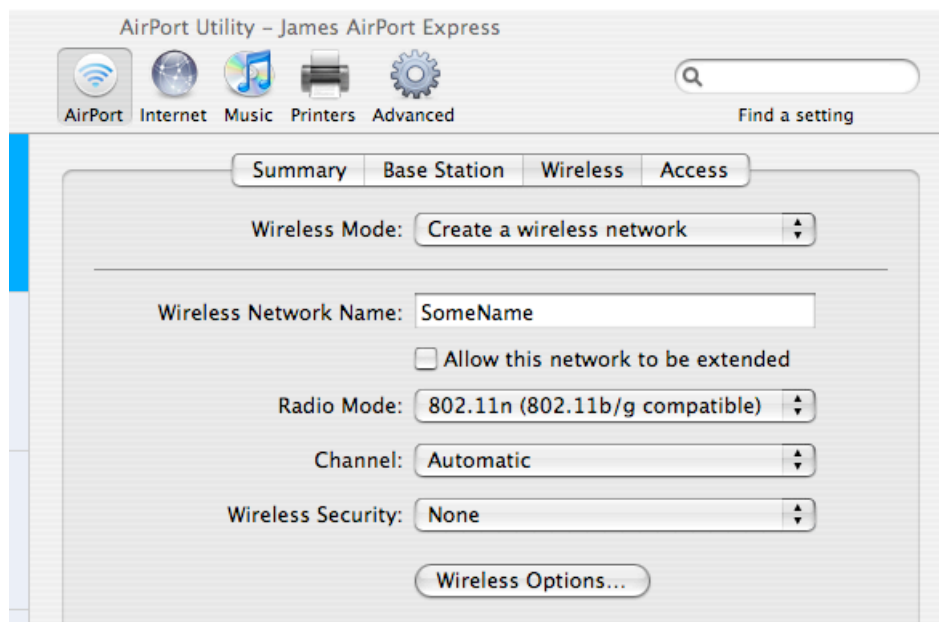 AirPort Utility – James AirPort Express
AirPort Internet Music Printers Advanced
Find a setting
Summary Base Station Wireless Access
Wireless Mode: Create a wireless network
Wireless Network Name: SomeName
Allow this network to be extended
Radio Mode: 802.11n (802.11b/g compatible)
Channel: Automatic
Wireless Security: None
Wireless Options...